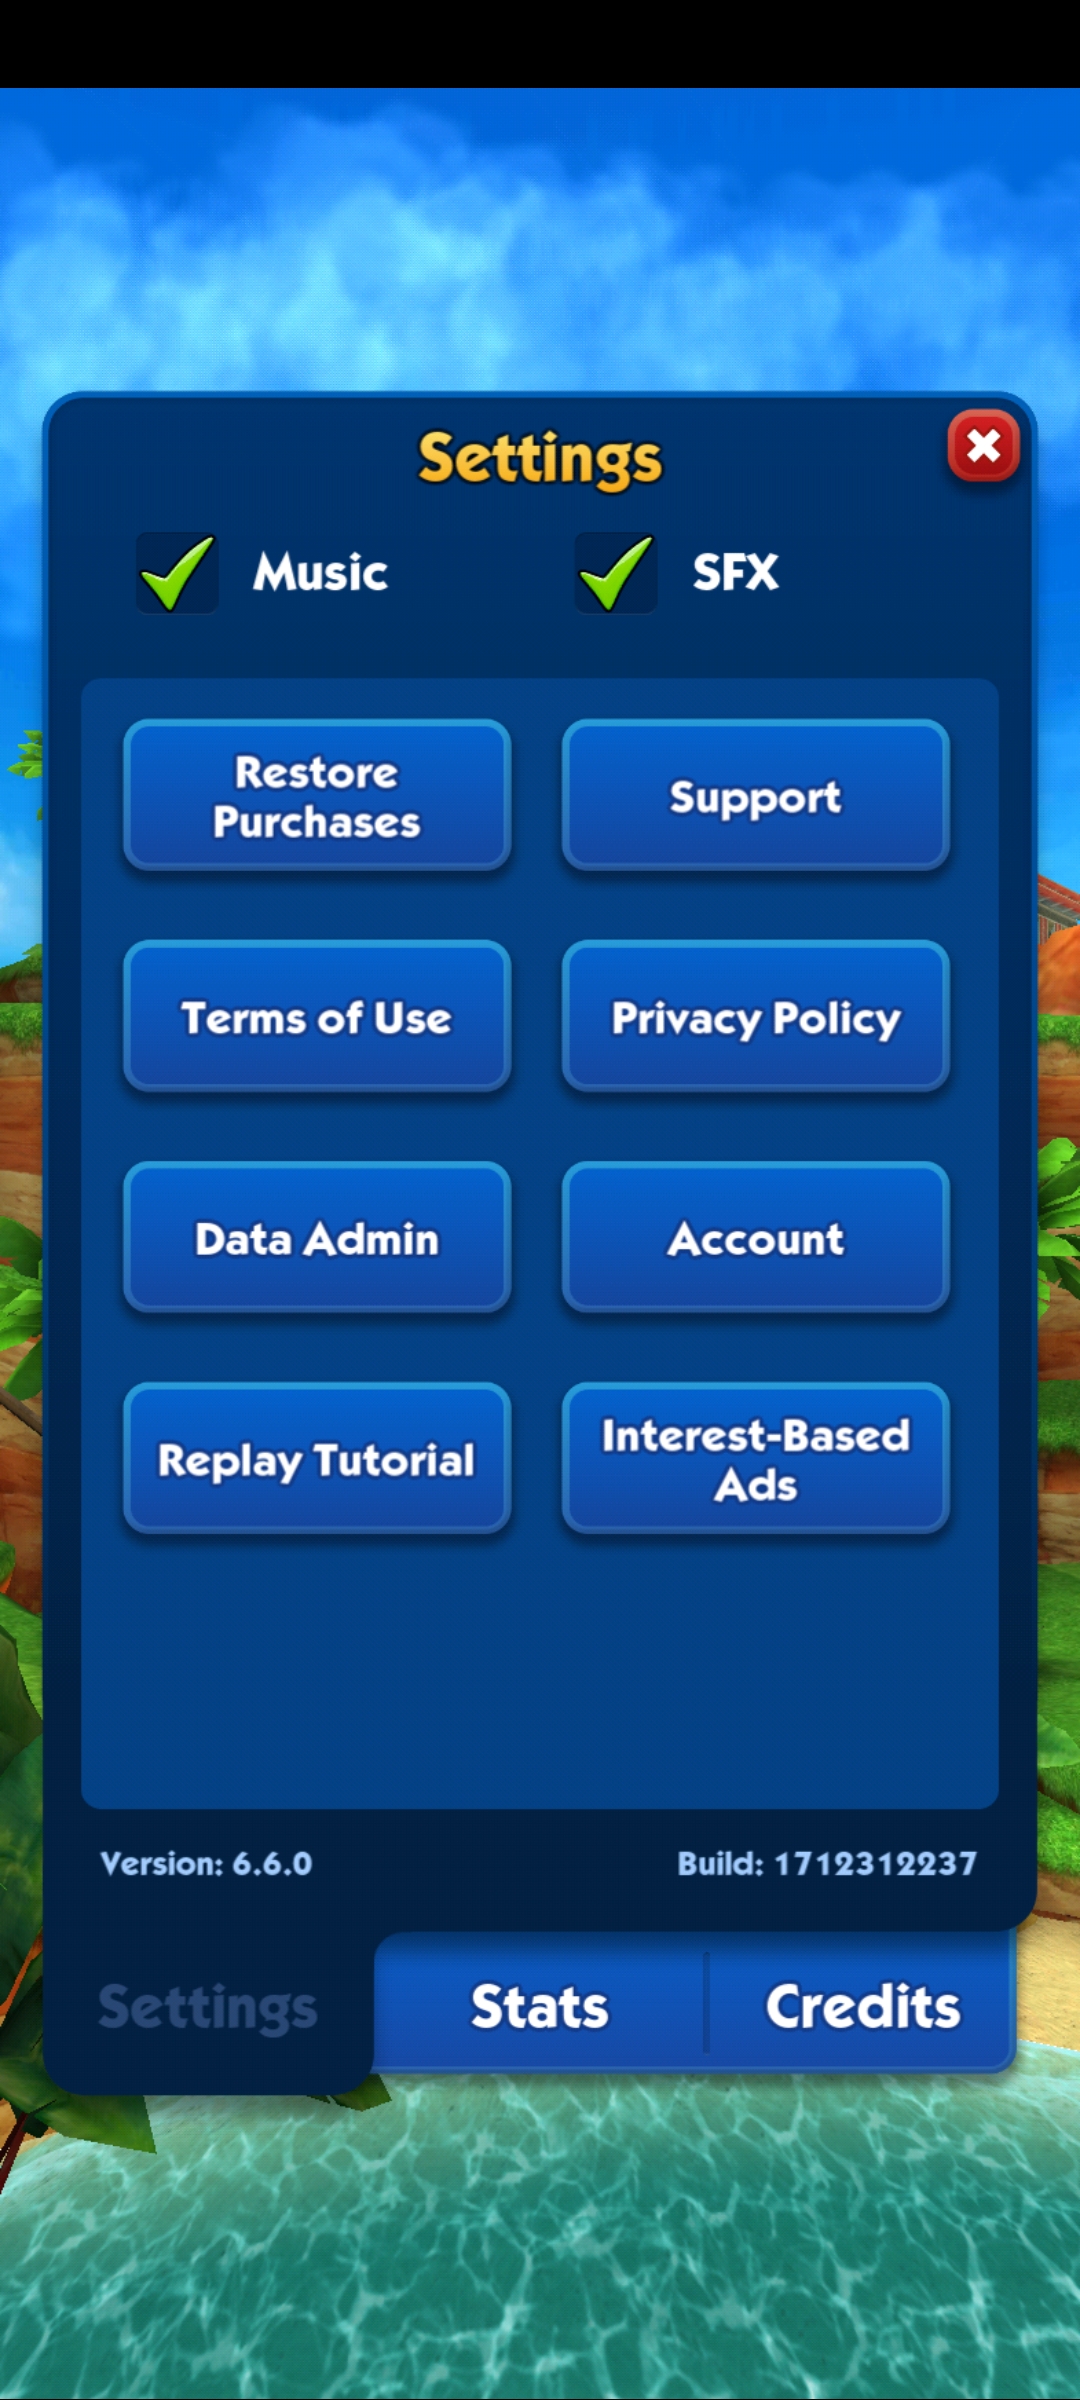 Settings
Music
SFX
Restore
Purchases
Support
Terms of Use
Privacy Policy
Data Admin
Account
Replay Tutorial
Interest-Based
Ads
Version: 6.6.0
Build: 1712312237
Settings
Stats
Credits